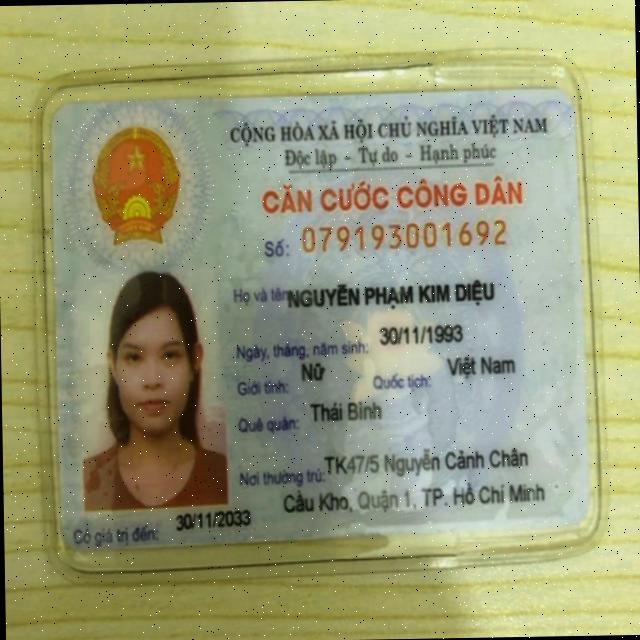 CỘNG HÒA XÃ HỘI CHỦ NGHĨA VIỆT NAM
Độc lập - Tự do - Hạnh phúc
CĂN CƯỚC CÔNG DÂN
Số: 079193001692
Họ và tên: NGUYỄN PHẠM KIM DIỆU
Ngày, tháng, năm sinh: 30/11/1993
Giới tính: Nữ Quốc tịch: Việt Nam
Quê quán: Thái Bình
Nơi thường trú: TK47/5 Nguyễn Cảnh Chân
Cầu Kho, Quận 1, TP. Hồ Chí Minh
Có giá trị đến: 30/11/2033